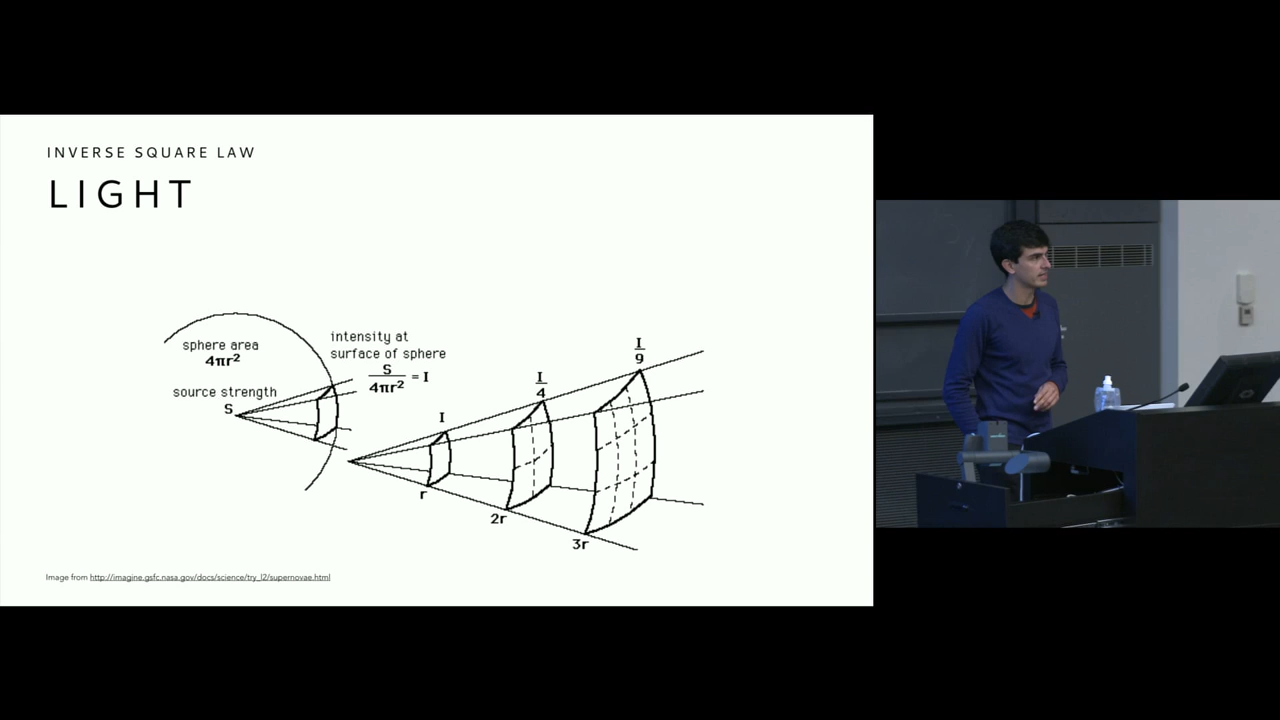 INVERSE SQUARE LAW
LIGHT
sphere area
4πr²
source strength
S
intensity at
surface of sphere
S
4πr²
= I
I
r
I
4
2r
I
9
3r
Image from http://imagine.gsfc.nasa.gov/docs/science/try_l2/supernovae.html